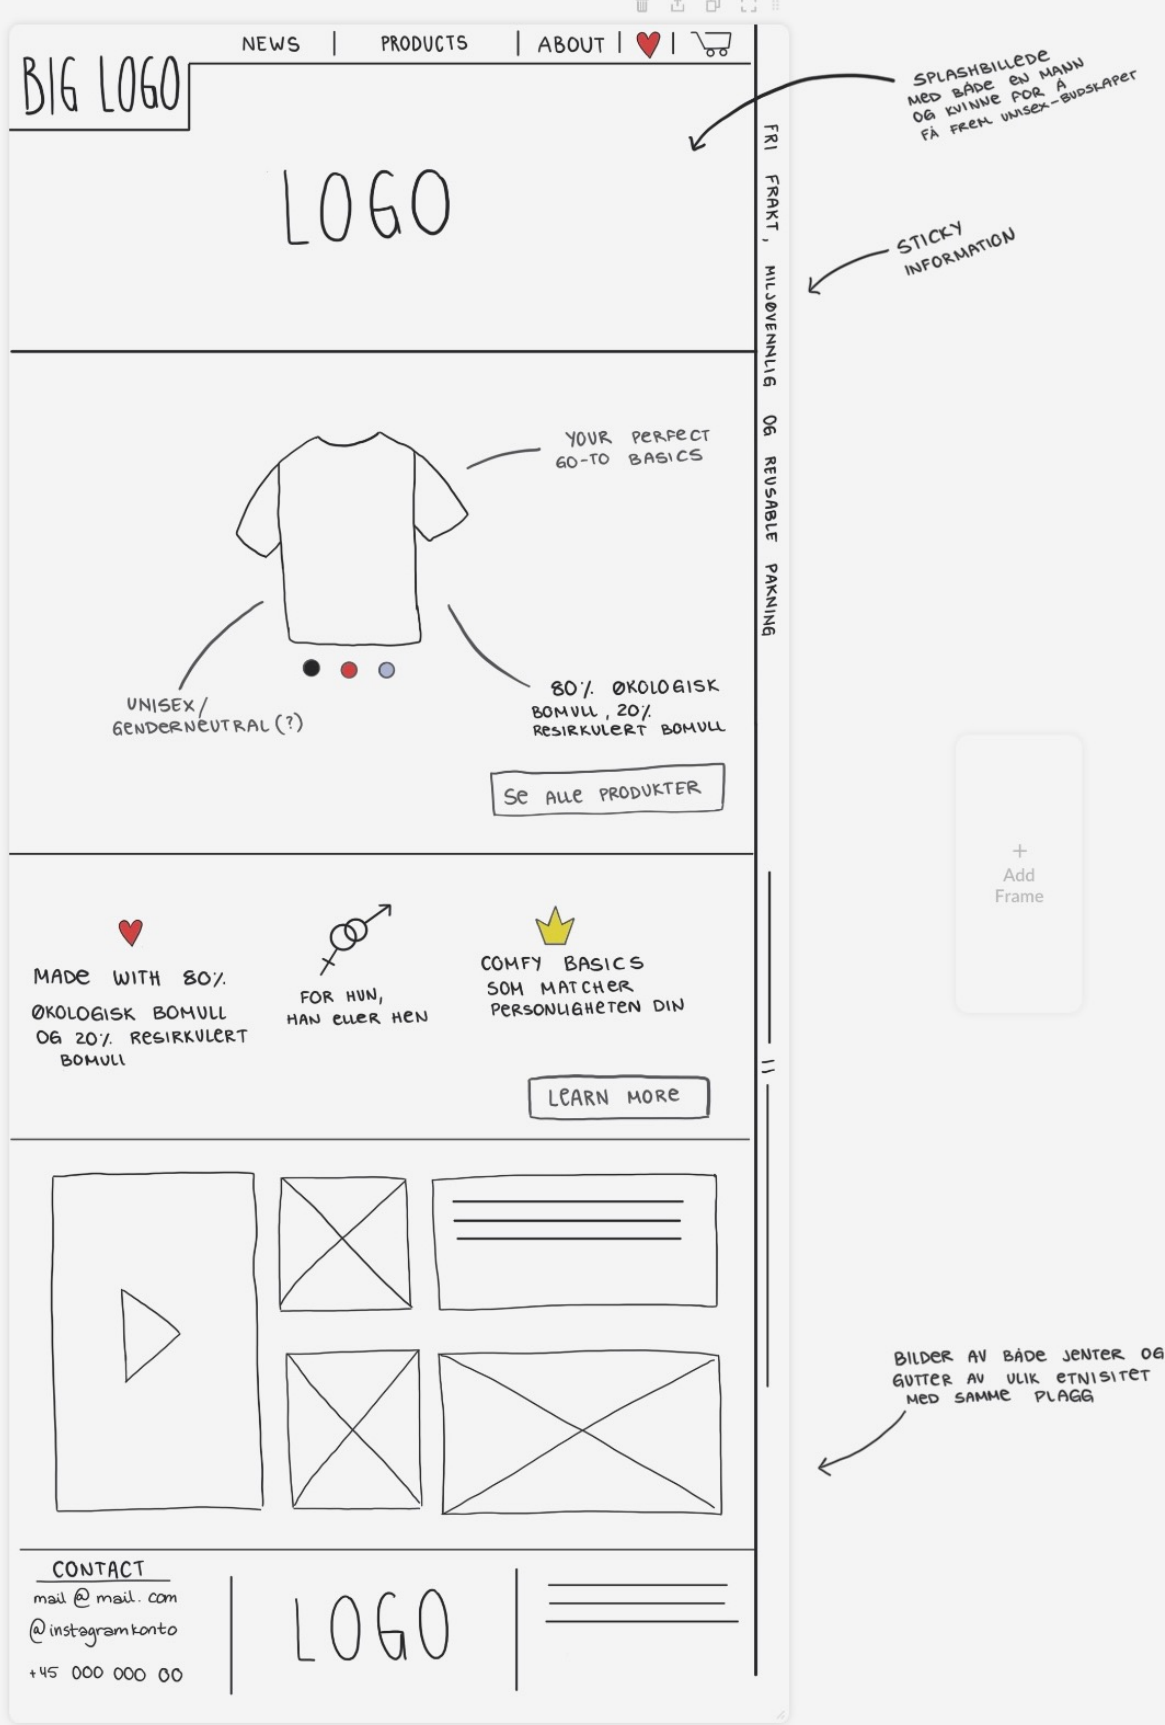 NEWS | PRODUCTS | ABOUT | |
BIG LOGO
SPLASHBILLEDE
MED BÅDE EN MANN
OG KVINNE FOR Å
FÅ FREM UNISEX-BUDSKAPET
LOGO
FRI FRAKT, MILJØVENNLIG OG REUSABLE PAKNING
STICKY
INFORMATION
YOUR PERFECT
GO-TO BASICS
UNISEX/
GENDERNEUTRAL (?)
80% ØKOLOGISK
BOMULL, 20%
RESIRKULERT BOMULL
SE ALLE PRODUKTER
+
Add
Frame
MADE WITH 80%
ØKOLOGISK BOMULL
OG 20% RESIRKULERT
BOMULL
FOR HUN,
HAN ELLER HEN
COMFY BASICS
SOM MATCHER
PERSONLIGHETEN DIN
LEARN MORE
BILDER AV BÅDE JENTER OG
GUTTER AV ULIK ETNISITET
MED SAMME PLAGG
CONTACT
mail@mail.com
@instagramkonto
+45 000 000 00
LOGO